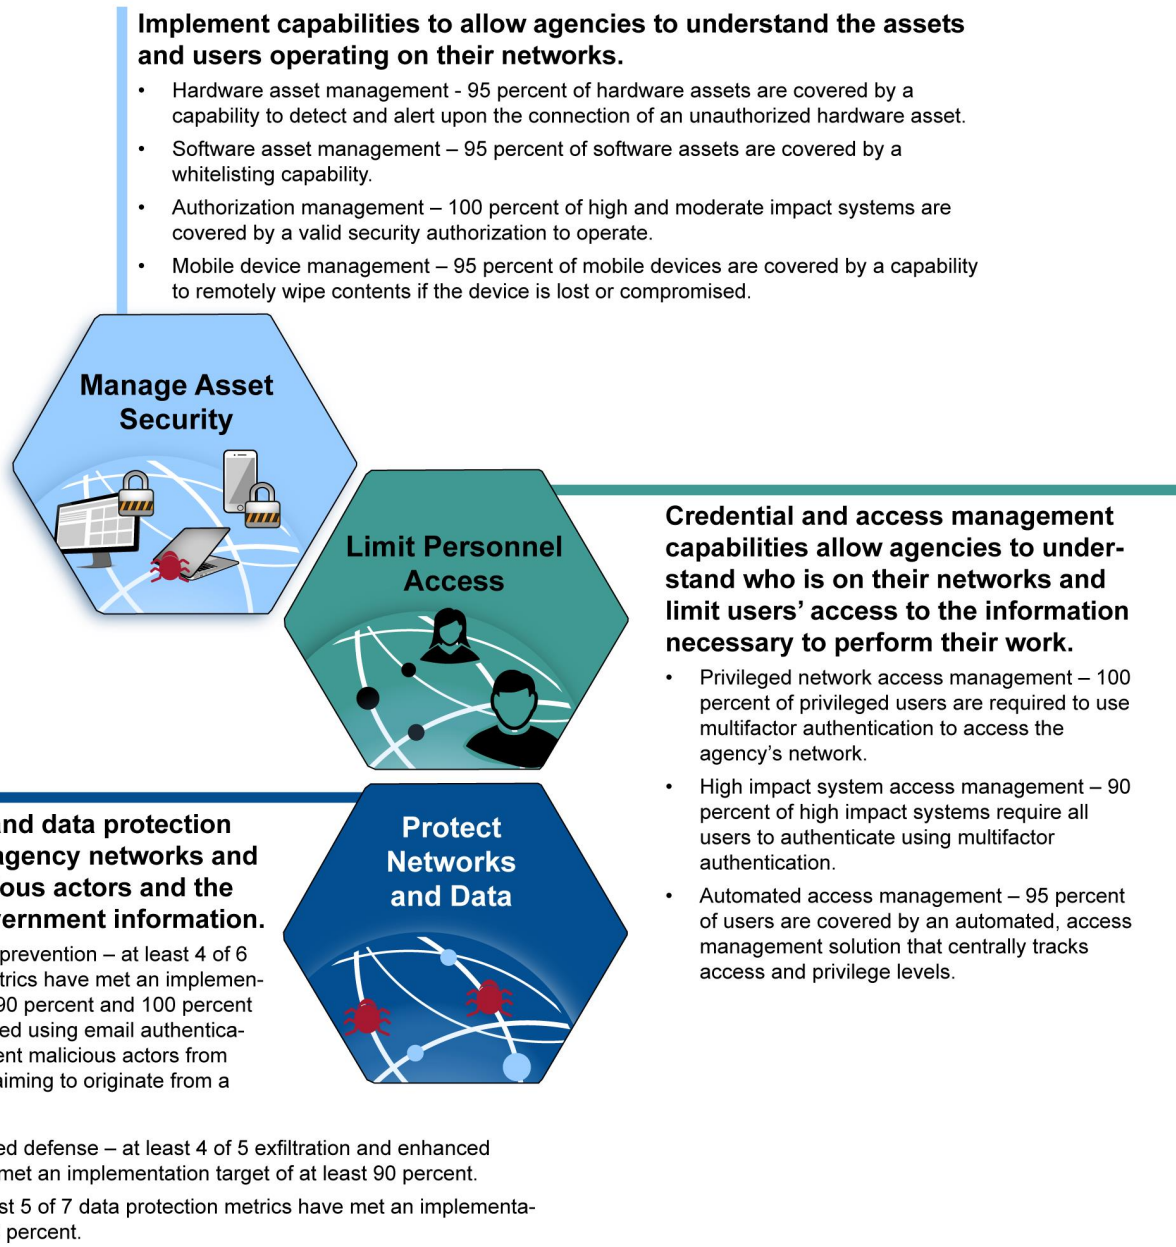 Implement capabilities to allow agencies to understand the assets
and users operating on their networks.
• Hardware asset management - 95 percent of hardware assets are covered by a
capability to detect and alert upon the connection of an unauthorized hardware asset.
• Software asset management – 95 percent of software assets are covered by a
whitelisting capability.
• Authorization management – 100 percent of high and moderate impact systems are
covered by a valid security authorization to operate.
• Mobile device management – 95 percent of mobile devices are covered by a capability
to remotely wipe contents if the device is lost or compromised.
Manage Asset
Security
Limit Personnel
Access
Credential and access management
capabilities allow agencies to under-
stand who is on their networks and
limit users’ access to the information
necessary to perform their work.
• Privileged network access management – 100
percent of privileged users are required to use
multifactor authentication to access the
agency’s network.
• High impact system access management – 90
percent of high impact systems require all
users to authenticate using multifactor
authentication.
• Automated access management – 95 percent
of users are covered by an automated, access
management solution that centrally tracks
access and privilege levels.
Protect
Networks
and Data
and data protection
agency networks and
ous actors and the
vernment information.
prevention – at least 4 of 6
trics have met an implemen-
90 percent and 100 percent
ed using email authentica-
ent malicious actors from
aiming to originate from a
ed defense – at least 4 of 5 exfiltration and enhanced
met an implementation target of at least 90 percent.
st 5 of 7 data protection metrics have met an implementa-
percent.